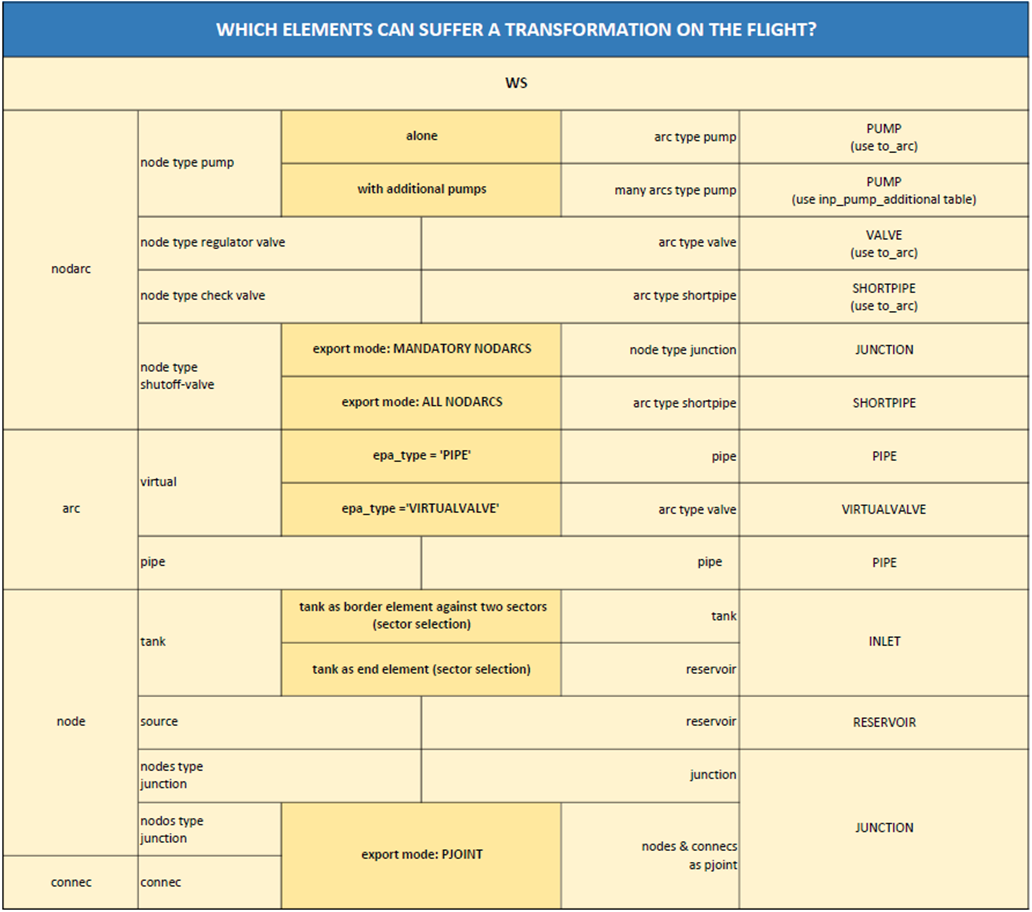 WHICH ELEMENTS CAN SUFFER A TRANSFORMATION ON THE FLIGHT?
WS
nodarc
node type pump
alone
arc type pump
PUMP
(use to_arc)
with additional pumps
many arcs type pump
PUMP
(use inp_pump_additional table)
node type regulator valve
arc type valve
VALVE
(use to_arc)
node type check valve
arc type shortpipe
SHORTPIPE
(use to_arc)
node type
shutoff-valve
export mode: MANDATORY NODARCS
node type junction
JUNCTION
export mode: ALL NODARCS
arc type shortpipe
SHORTPIPE
arc
virtual
epa_type = 'PIPE'
pipe
PIPE
epa_type ='VIRTUALVALVE'
arc type valve
VIRTUALVALVE
pipe
pipe
PIPE
node
tank
tank as border element against two sectors
(sector selection)
tank
INLET
tank as end element (sector selection)
reservoir
source
reservoir
RESERVOIR
nodes type
junction
junction
JUNCTION
nodos type
junction
export mode: PJOINT
nodes & connecs
as pjoint
connec
connec